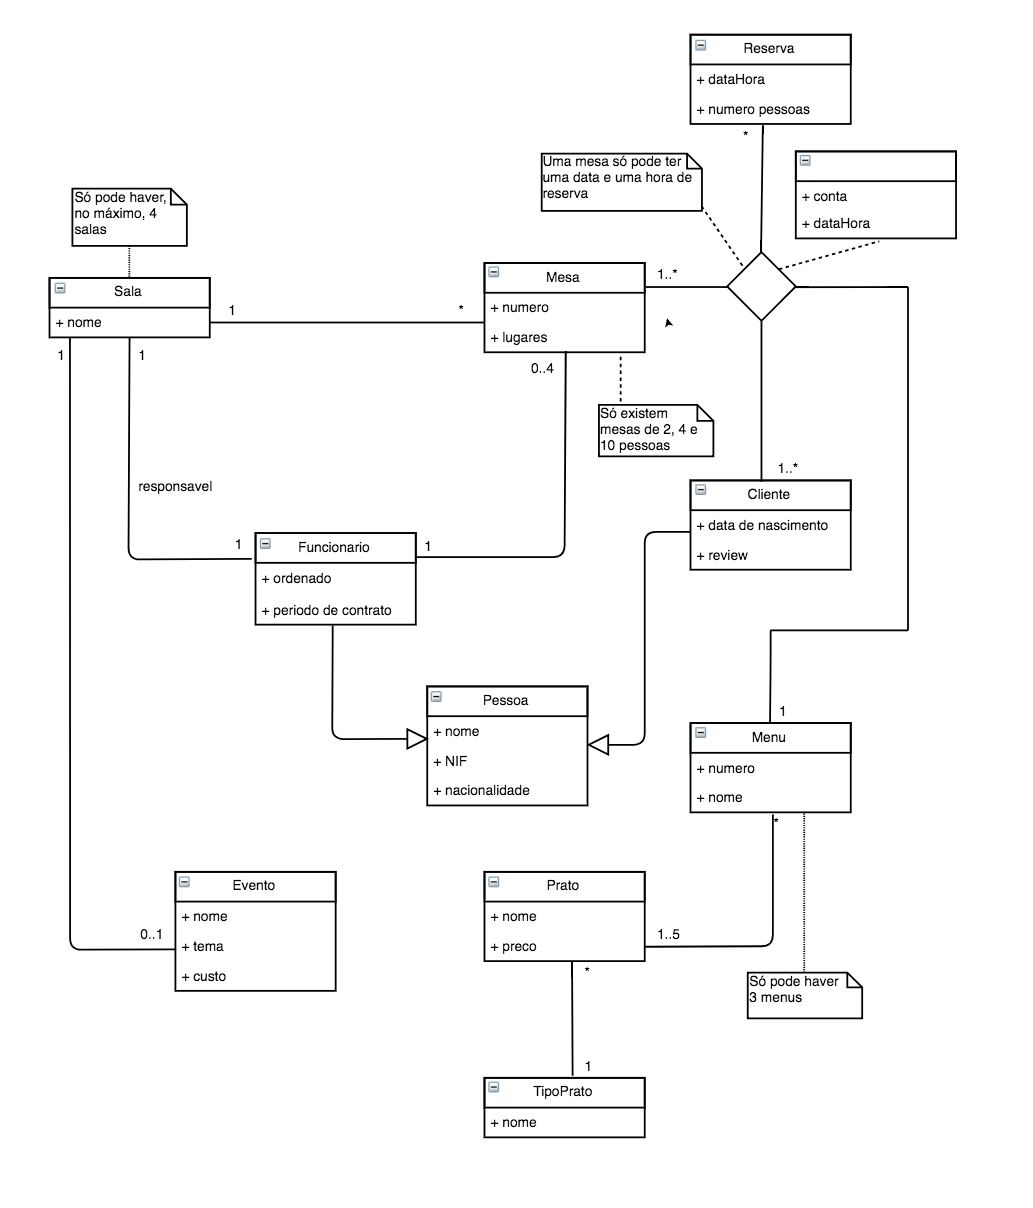 Reserva
+ dataHora
+ numero pessoas
*
Uma mesa só pode ter
uma data e uma hora de
reserva
+ conta
+ dataHora
Só pode haver,
no máximo, 4
salas
Sala
+ nome
1
*
Mesa
+ numero
+ lugares
1..*
1
1
0..4
Só existem
mesas de 2, 4 e
10 pessoas
1..*
Cliente
+ data de nascimento
+ review
responsavel
1
Funcionario
+ ordenado
+ periodo de contrato
1
Pessoa
+ nome
+ NIF
+ nacionalidade
1
Menu
+ numero
+ nome
*
Evento
+ nome
+ tema
+ custo
0..1
Prato
+ nome
+ preco
1..5
*
Só pode haver
3 menus
1
TipoPrato
+ nome